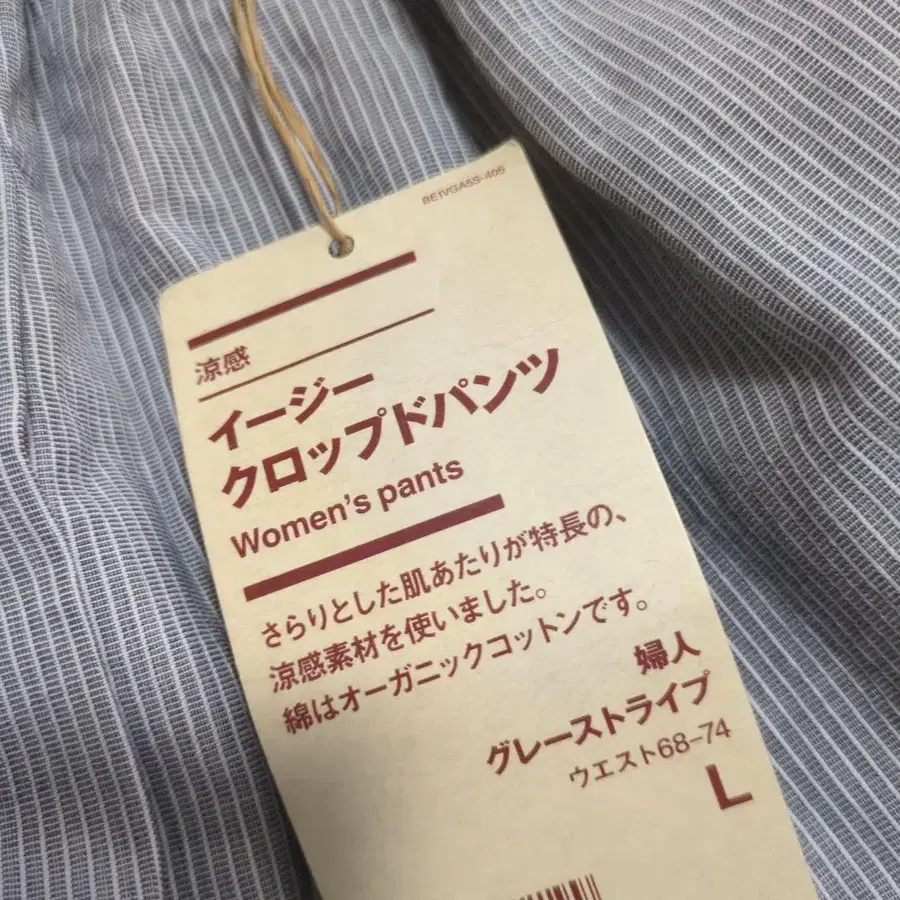 BE1VGA5S-405
涼感
イージー
クロップドパンツ
Women's pants
さらりとした肌あたりが特長の、
涼感素材を使いました。
綿はオーガニックコットンです。
婦人
グレーストライプ
ウエスト68-74
L